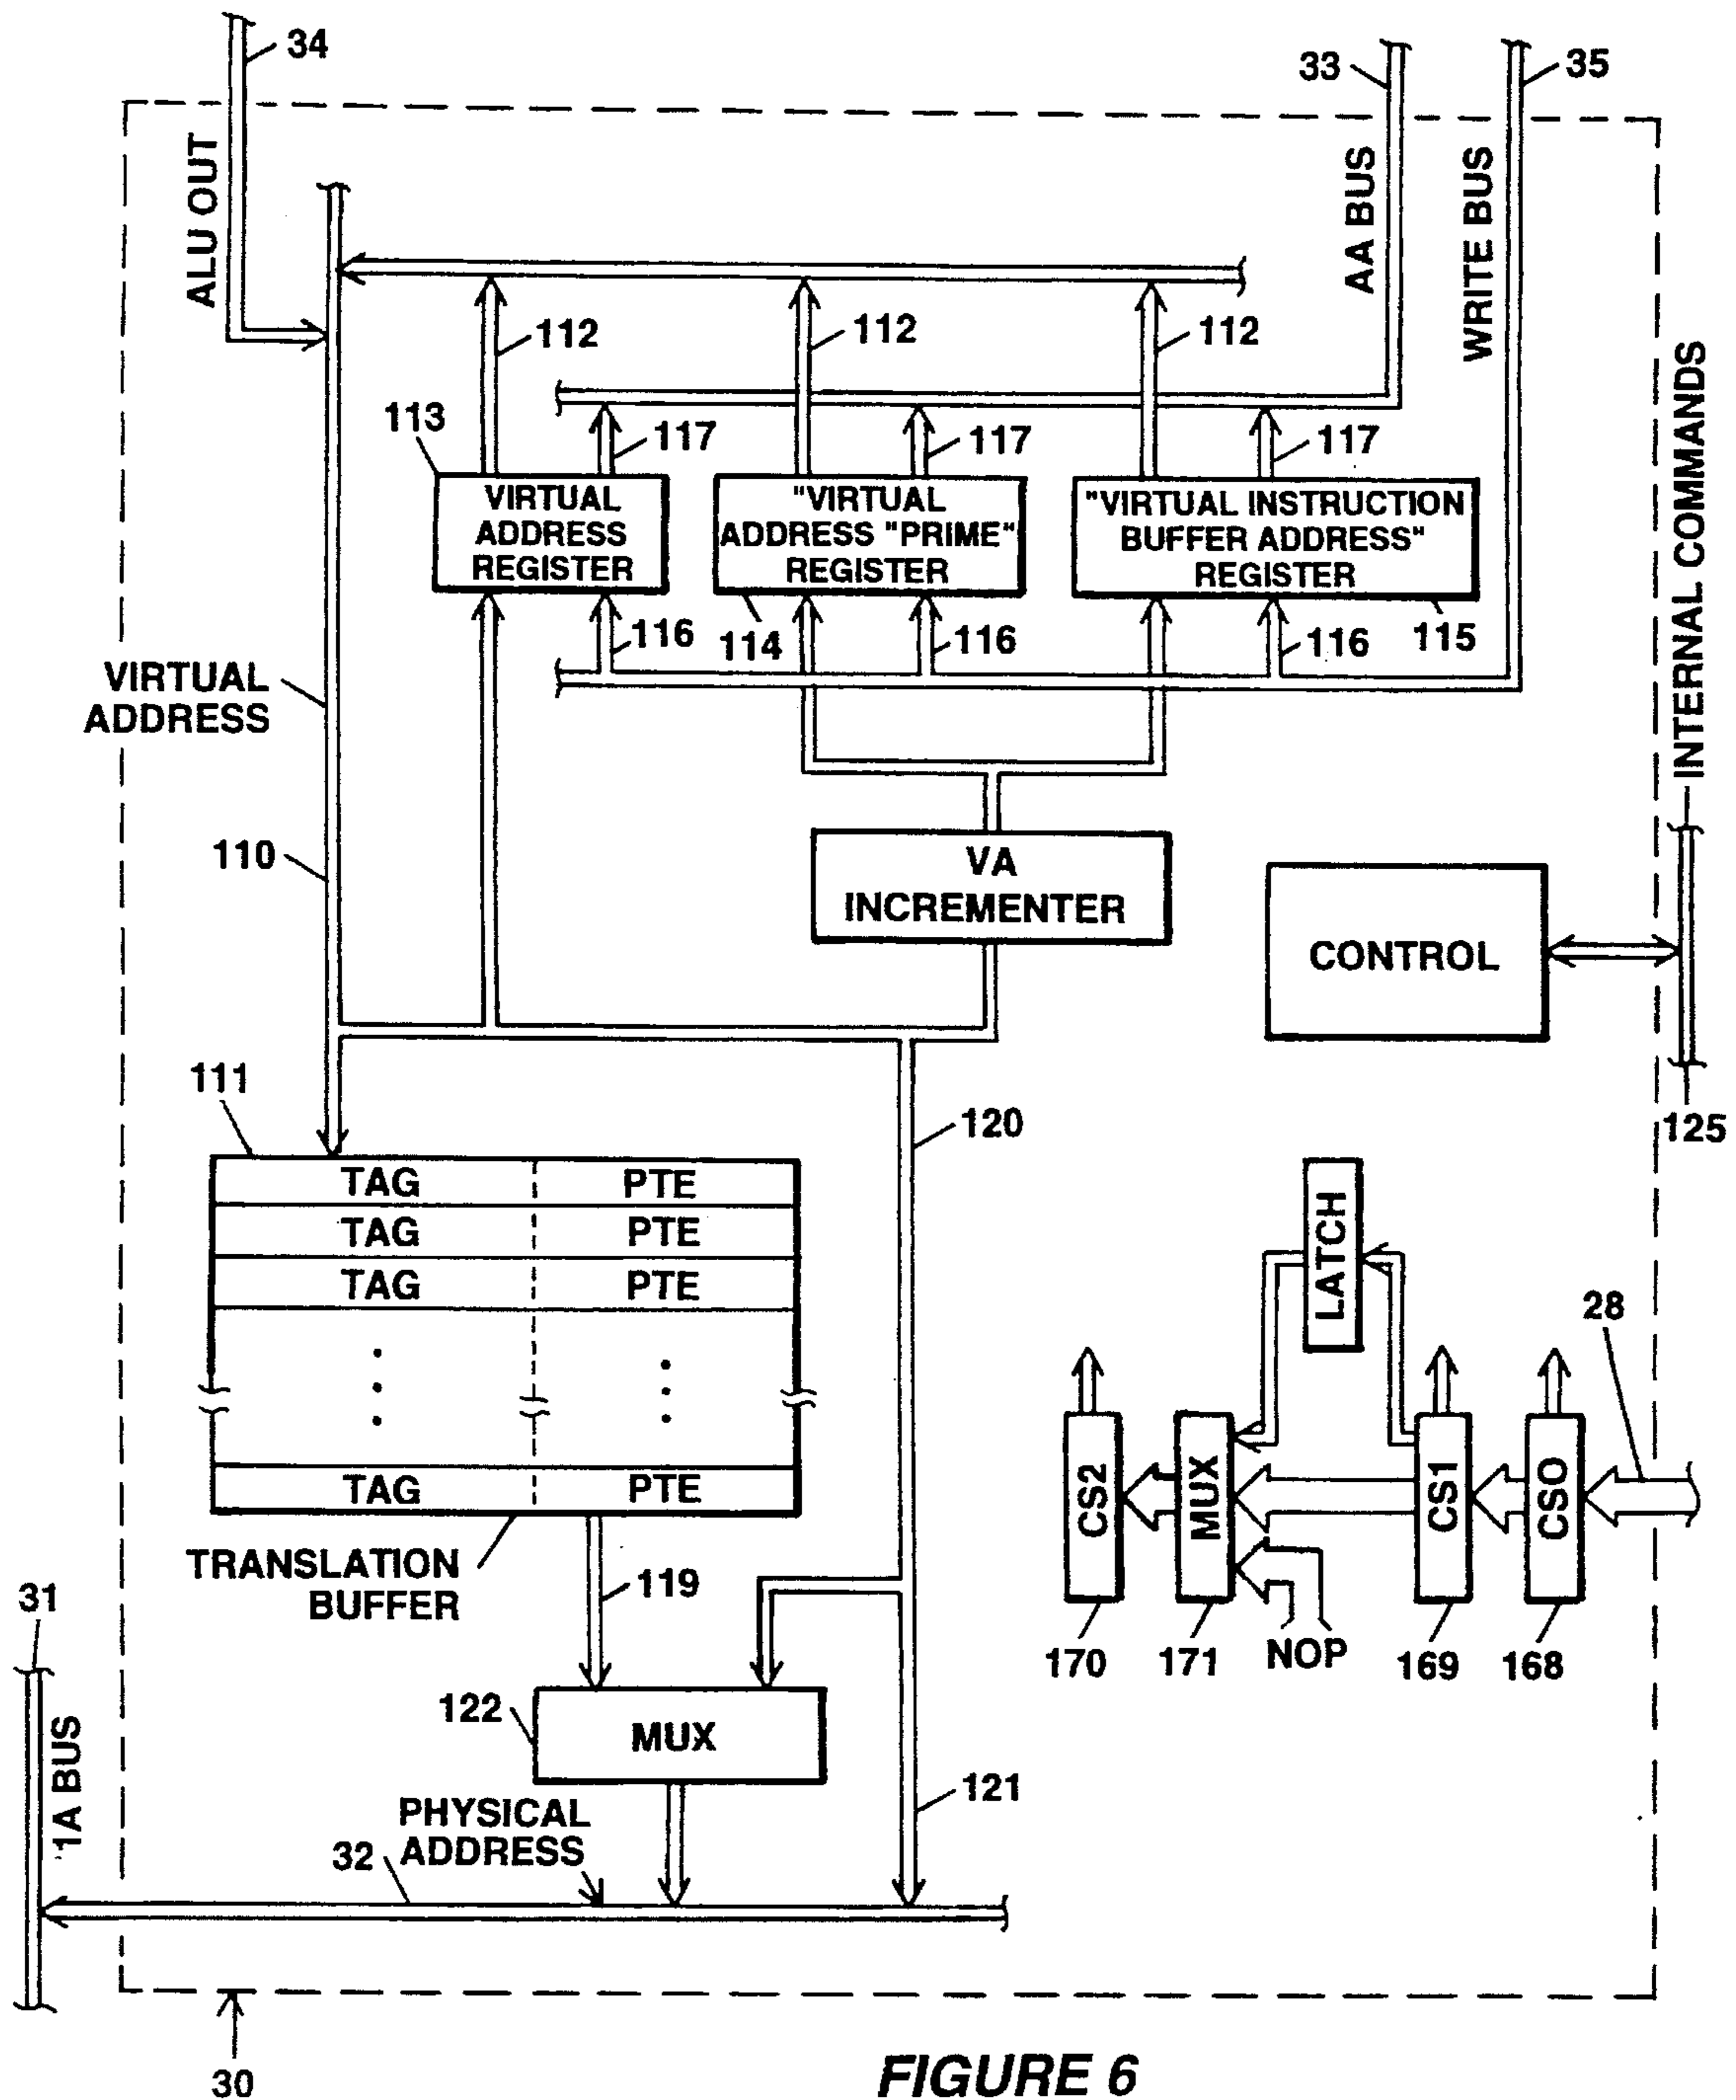 34
33
35
ALU OUT
AA BUS
WRITE BUS
112
112
112
INTERNAL COMMANDS
113
117
117
117
VIRTUAL
ADDRESS
REGISTER
"VIRTUAL
ADDRESS "PRIME"
REGISTER
"VIRTUAL INSTRUCTION
BUFFER ADDRESS"
REGISTER
116
114
116
116
115
VIRTUAL
ADDRESS
110
VA
INCREMENTER
CONTROL
111
120
125
TAG PTE
TAG PTE
TAG PTE
TAG PTE
LATCH
28
CS2
MUX
CS1
CSO
TRANSLATION
BUFFER
119
31
170
171
NOP
169
168
122
MUX
1A BUS
121
PHYSICAL
ADDRESS
32
30
FIGURE 6